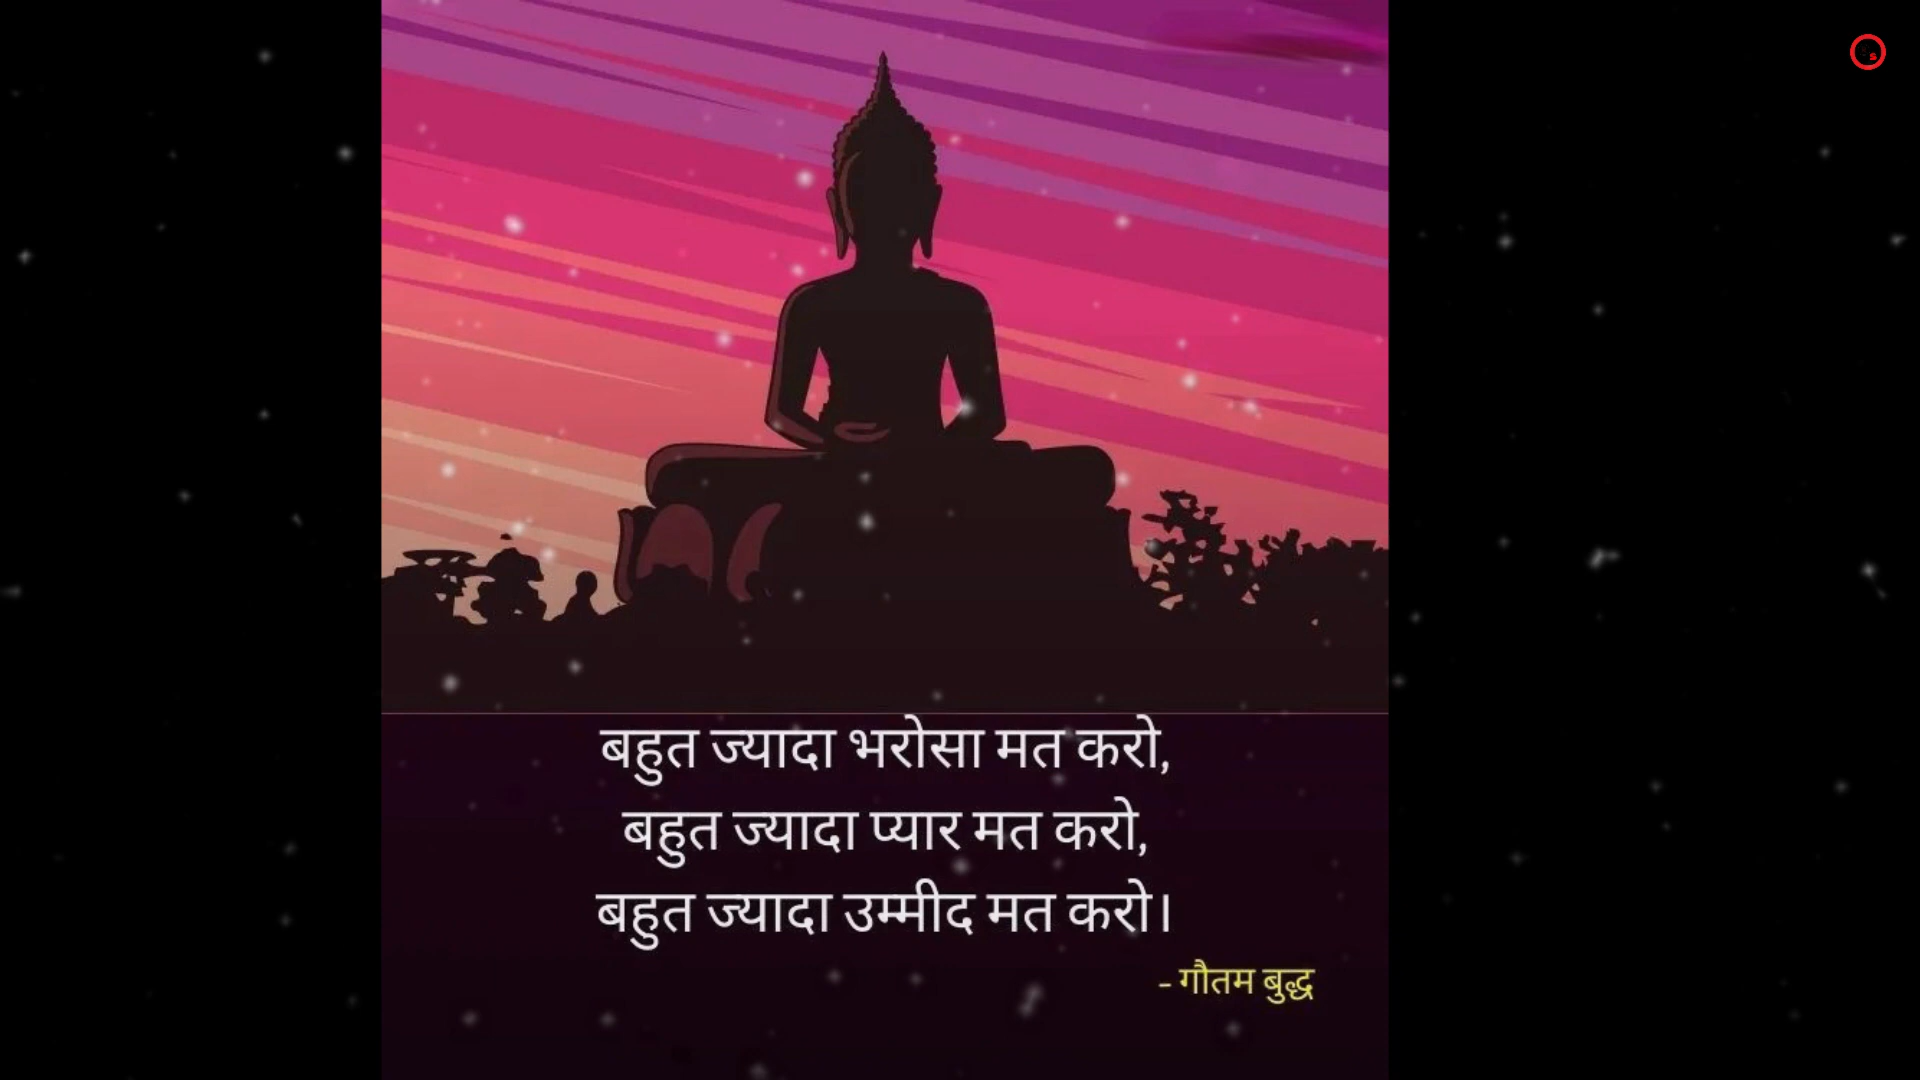 बहुत ज्यादा भरोसा मत करो,
बहुत ज्यादा प्यार मत करो,
बहुत ज्यादा उम्मीद मत करो।
- गौतम बुद्ध